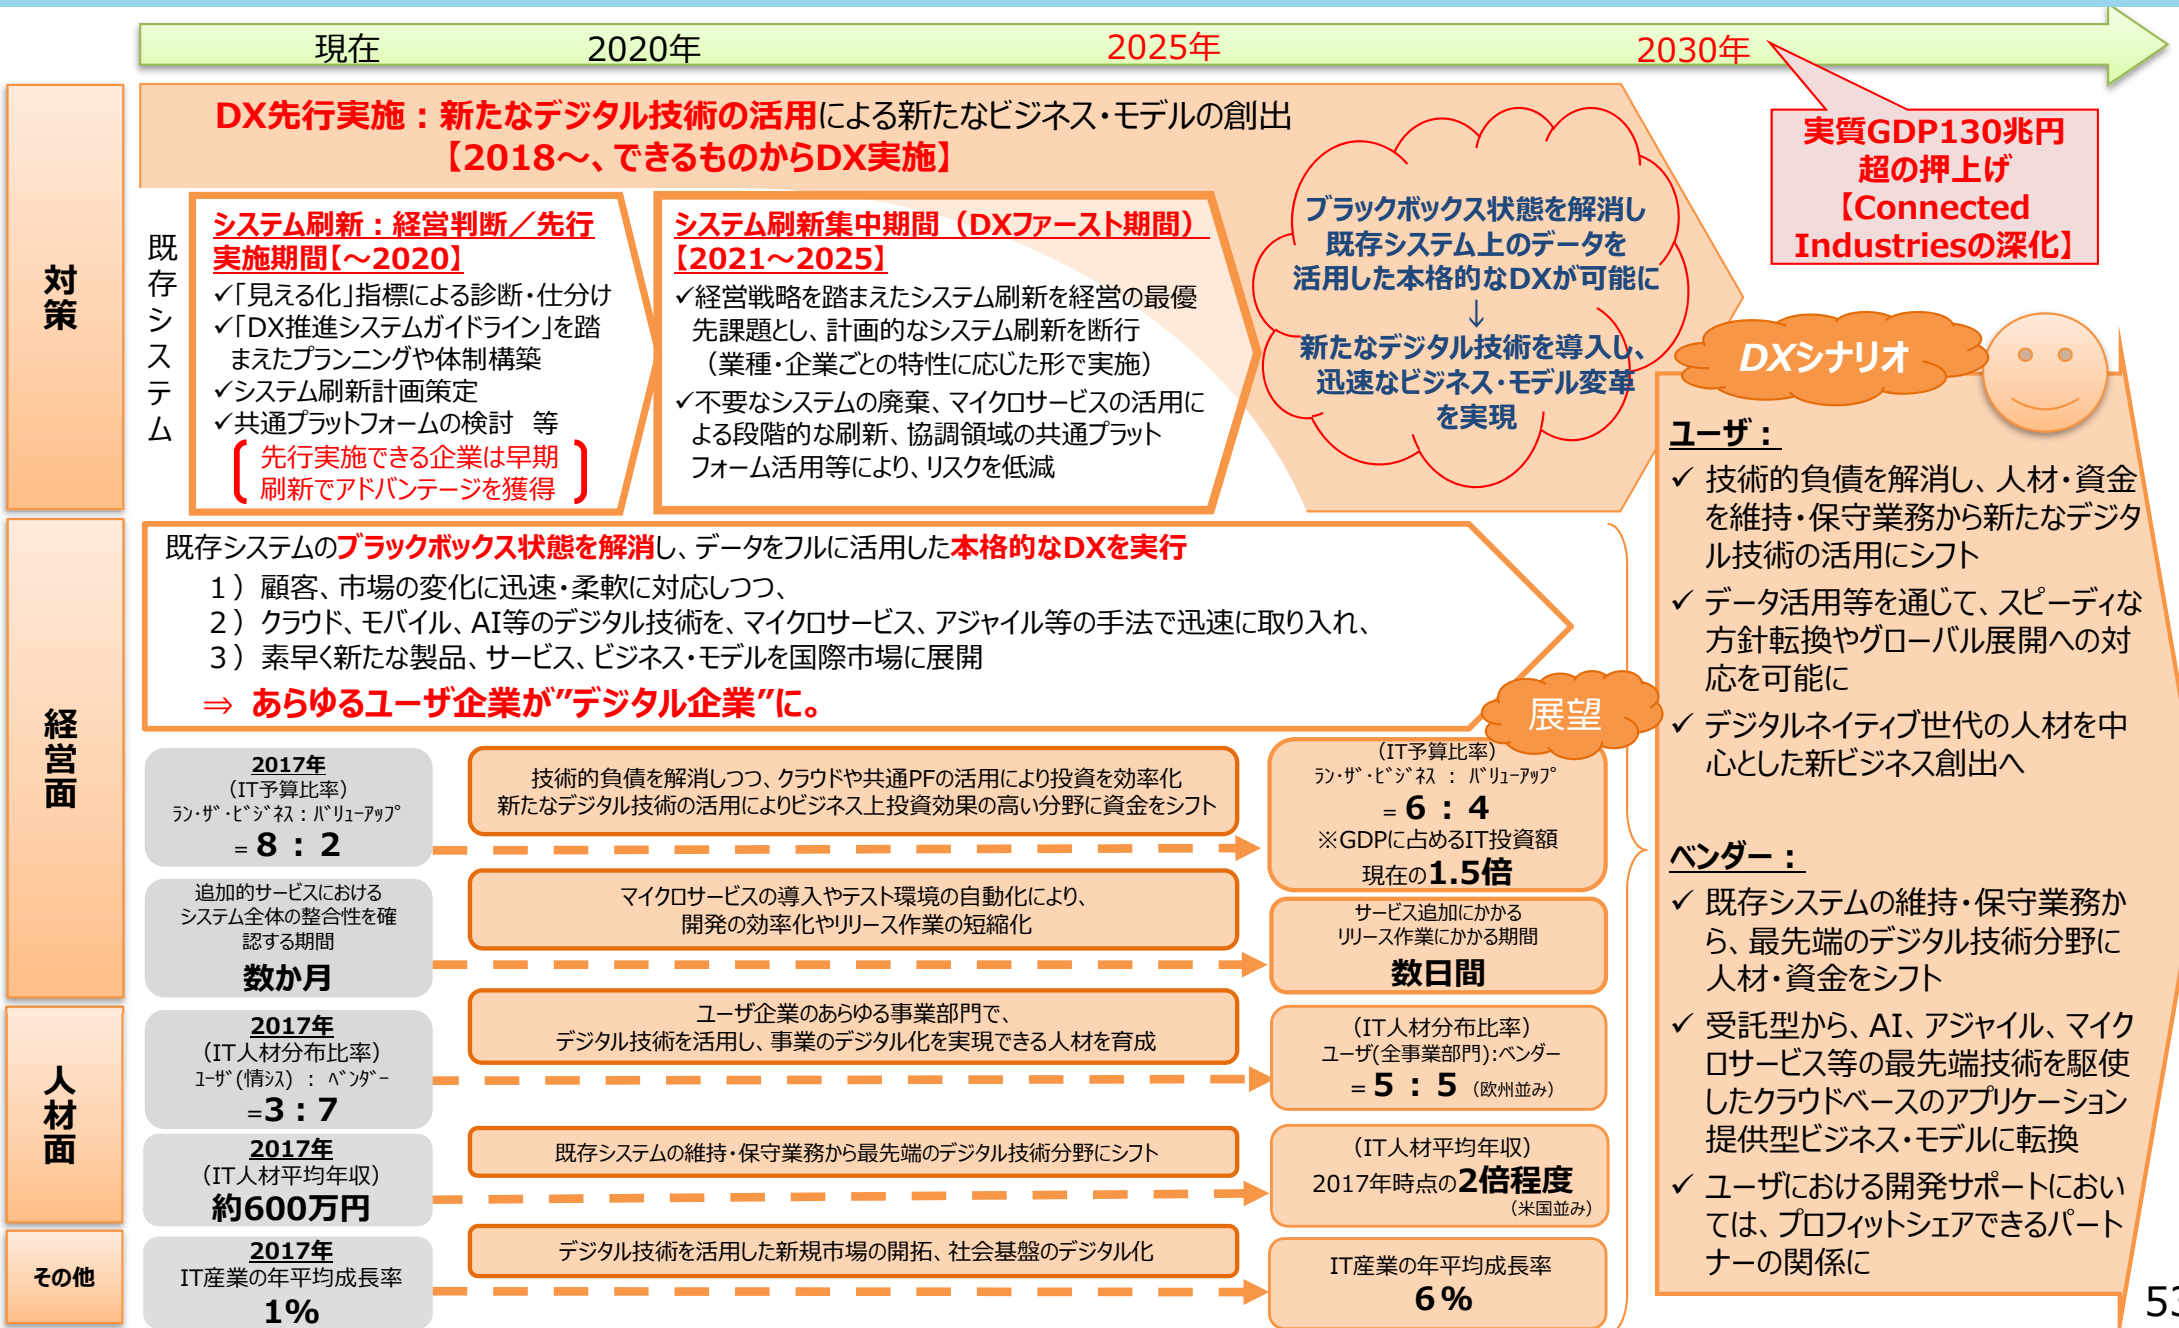 現在
2020年
2025年
2030年
実質GDP130兆円
超の押上げ
【Connected
Industriesの深化】
対策
DX先行実施：新たなデジタル技術の活用による新たなビジネス・モデルの創出
【2018～、できるものからDX実施】
既存システム
システム刷新：経営判断／先行
実施期間【～2020】
✓「見える化」指標による診断・仕分け
✓「DX推進システムガイドライン」を踏
まえたプランニングや体制構築
✓システム刷新計画策定
✓共通プラットフォームの検討　等
先行実施できる企業は早期
刷新でアドバンテージを獲得
システム刷新集中期間（DXファースト期間）
【2021～2025】
✓経営戦略を踏まえたシステム刷新を経営の最優
先課題とし、計画的なシステム刷新を断行
（業種・企業ごとの特性に応じた形で実施）
✓不要なシステムの廃棄、マイクロサービスの活用に
よる段階的な刷新、協調領域の共通プラット
フォーム活用等により、リスクを低減
ブラックボックス状態を解消し
既存システム上のデータを
活用した本格的なDXが可能に
↓
新たなデジタル技術を導入し、
迅速なビジネス・モデル変革
を実現
経営面
既存システムのブラックボックス状態を解消し、データをフルに活用した本格的なDXを実行
１）顧客、市場の変化に迅速・柔軟に対応しつつ、
２）クラウド、モバイル、AI等のデジタル技術を、マイクロサービス、アジャイル等の手法で迅速に取り入れ、
３）素早く新たな製品、サービス、ビジネス・モデルを国際市場に展開
⇒ あらゆるユーザ企業が”デジタル企業”に。
展望
2017年
（IT予算比率）
ﾗﾝ･ｻﾞ･ﾋﾞｼﾞﾈｽ：ﾊﾞﾘｭｰｱｯﾌﾟ
= 8：2
技術的負債を解消しつつ、クラウドや共通PFの活用により投資を効率化
新たなデジタル技術の活用によりビジネス上投資効果の高い分野に資金をシフト
（IT予算比率）
ﾗﾝ･ｻﾞ･ﾋﾞｼﾞﾈｽ ： ﾊﾞﾘｭｰｱｯﾌﾟ
= 6：4
※GDPに占めるIT投資額
現在の1.5倍
追加的サービスにおける
システム全体の整合性を確
認する期間
数か月
マイクロサービスの導入やテスト環境の自動化により、
開発の効率化やリリース作業の短縮化
サービス追加にかかる
リリース作業にかかる期間
数日間
人材面
2017年
（IT人材分布比率）
ﾕｰｻﾞ(情ｼｽ) ： ﾍﾞﾝﾀﾞｰ
=3：7
ユーザ企業のあらゆる事業部門で、
デジタル技術を活用し、事業のデジタル化を実現できる人材を育成
（IT人材分布比率）
ユーザ(全事業部門):ベンダー
= 5：5（欧州並み）
2017年
（IT人材平均年収）
約600万円
既存システムの維持・保守業務から最先端のデジタル技術分野にシフト
（IT人材平均年収）
2017年時点の2倍程度
（米国並み）
その他
2017年
IT産業の年平均成長率
1%
デジタル技術を活用した新規市場の開拓、社会基盤のデジタル化
IT産業の年平均成長率
6%
DXシナリオ
ユーザ：
✓ 技術的負債を解消し、人材・資金
を維持・保守業務から新たなデジタ
ル技術の活用にシフト
✓ データ活用等を通じて、スピーディな
方針転換やグローバル展開への対
応を可能に
✓ デジタルネイティブ世代の人材を中
心とした新ビジネス創出へ
ベンダー：
✓ 既存システムの維持・保守業務か
ら、最先端のデジタル技術分野に
人材・資金をシフト
✓ 受託型から、AI、アジャイル、マイク
ロサービス等の最先端技術を駆使
したクラウドベースのアプリケーション
提供型ビジネス・モデルに転換
✓ ユーザにおける開発サポートにおい
ては、プロフィットシェアできるパート
ナーの関係に
53